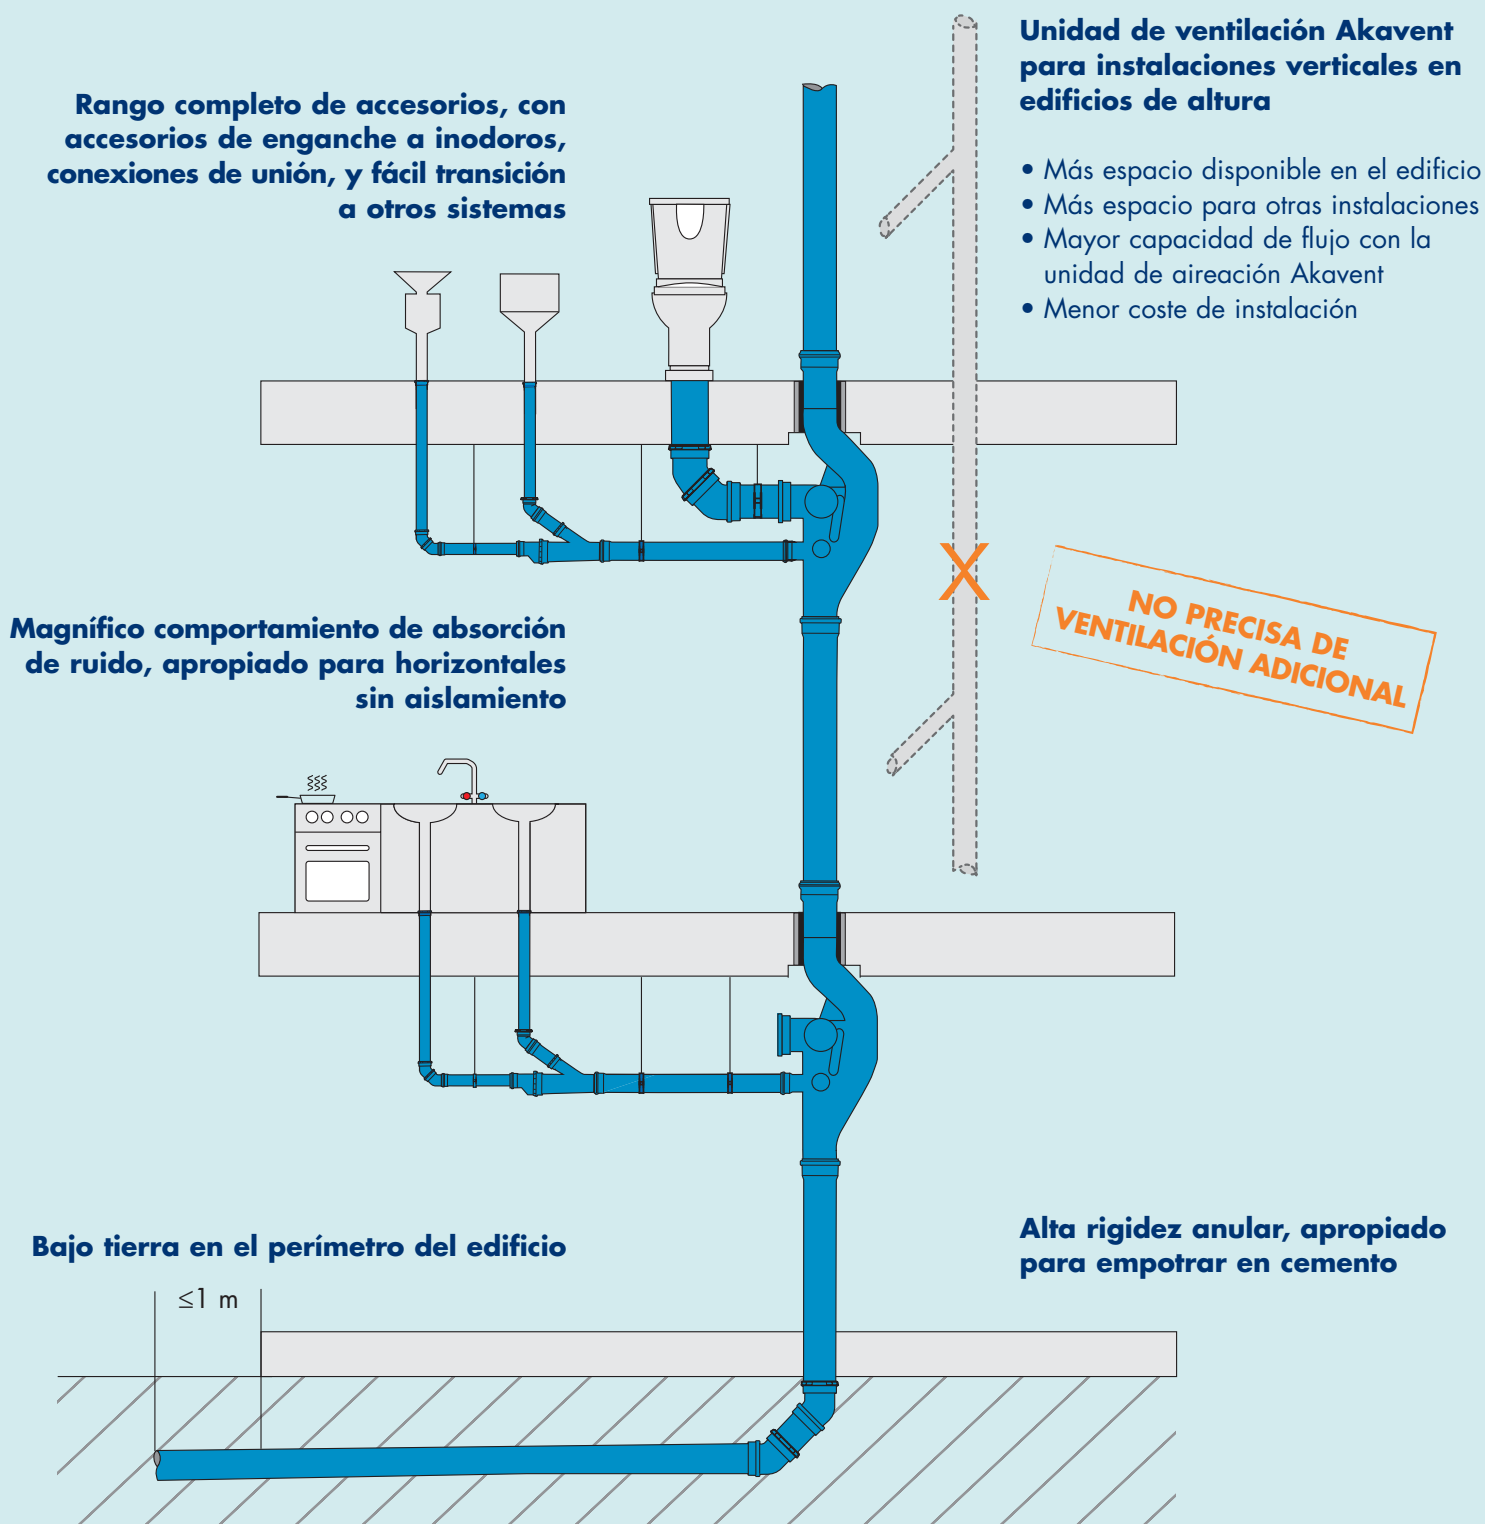 Unidad de ventilación Akavent
para instalaciones verticales en
edificios de altura
• Más espacio disponible en el edificio
• Más espacio para otras instalaciones
• Mayor capacidad de flujo con la
unidad de aireación Akavent
• Menor coste de instalación
Rango completo de accesorios, con
accesorios de enganche a inodoros,
conexiones de unión, y fácil transición
a otros sistemas
X
NO PRECISA DE
VENTILACIÓN ADICIONAL
Magnífico comportamiento de absorción
de ruido, apropiado para horizontales
sin aislamiento
Alta rigidez anular, apropiado
para empotrar en cemento
Bajo tierra en el perímetro del edificio
≤1 m